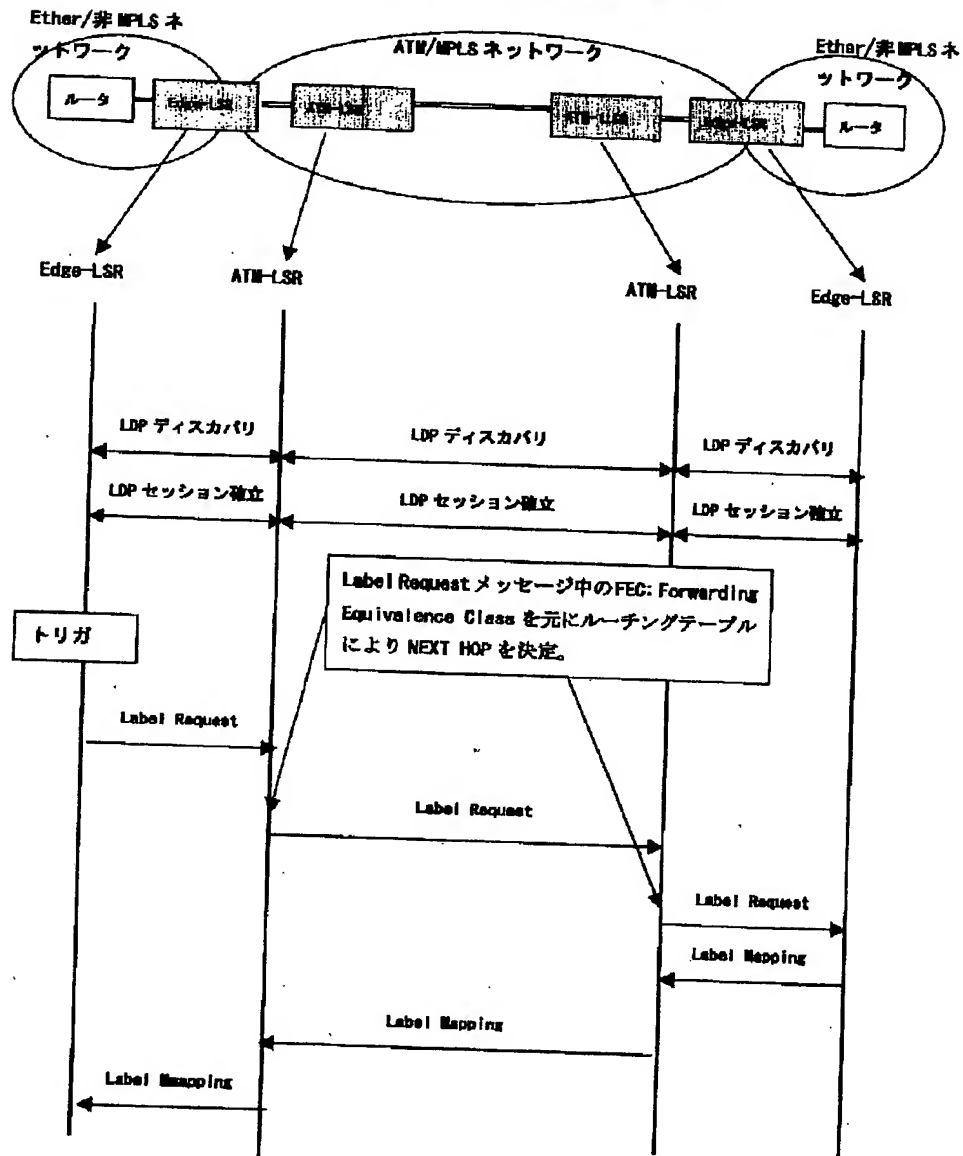 Ether/非MPLSネ
ットワーク
ATM/MPLSネットワーク
Ether/非MPLSネ
ットワーク
ルータ
Edge-LSR
ATM-LSR
ATM-LLSR
Edge-LSR
ルータ
Edge-LSR
ATM-LSR
ATM-LSR
Edge-LSR
LDPディスカバリ
LDPディスカバリ
LDPディスカバリ
LDPセッション確立
LDPセッション確立
LDPセッション確立
Label Requestメッセージ中のFEC: Forwarding
Equivalence Classを元にルーチングテーブル
によりNEXT HOPを決定。
トリガ
Label Request
Label Request
Label Request
Label Mapping
Label Mapping
Label Mmapping